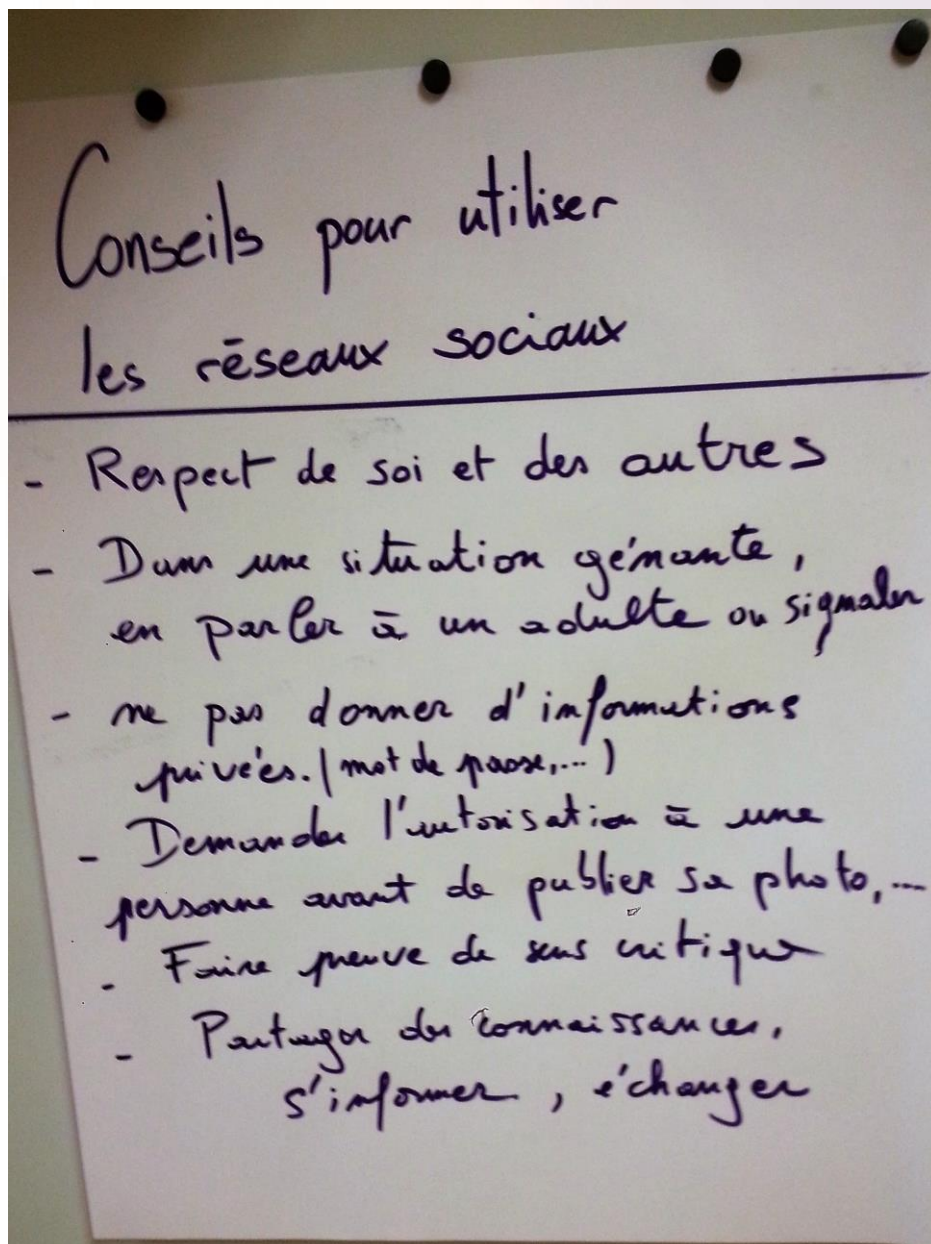 Conseils pour utiliser
les réseaux sociaux
- Respect de soi et des autres
- Dans une situation gênante,
en parler à un adulte ou signaler
- ne pas donner d'informations
privées. (mot de passe,...)
- Demander l'autorisation à une
personne avant de publier sa photo,...
- Faire preuve de sens critique
- Partager des connaissances,
s'informer, échanger